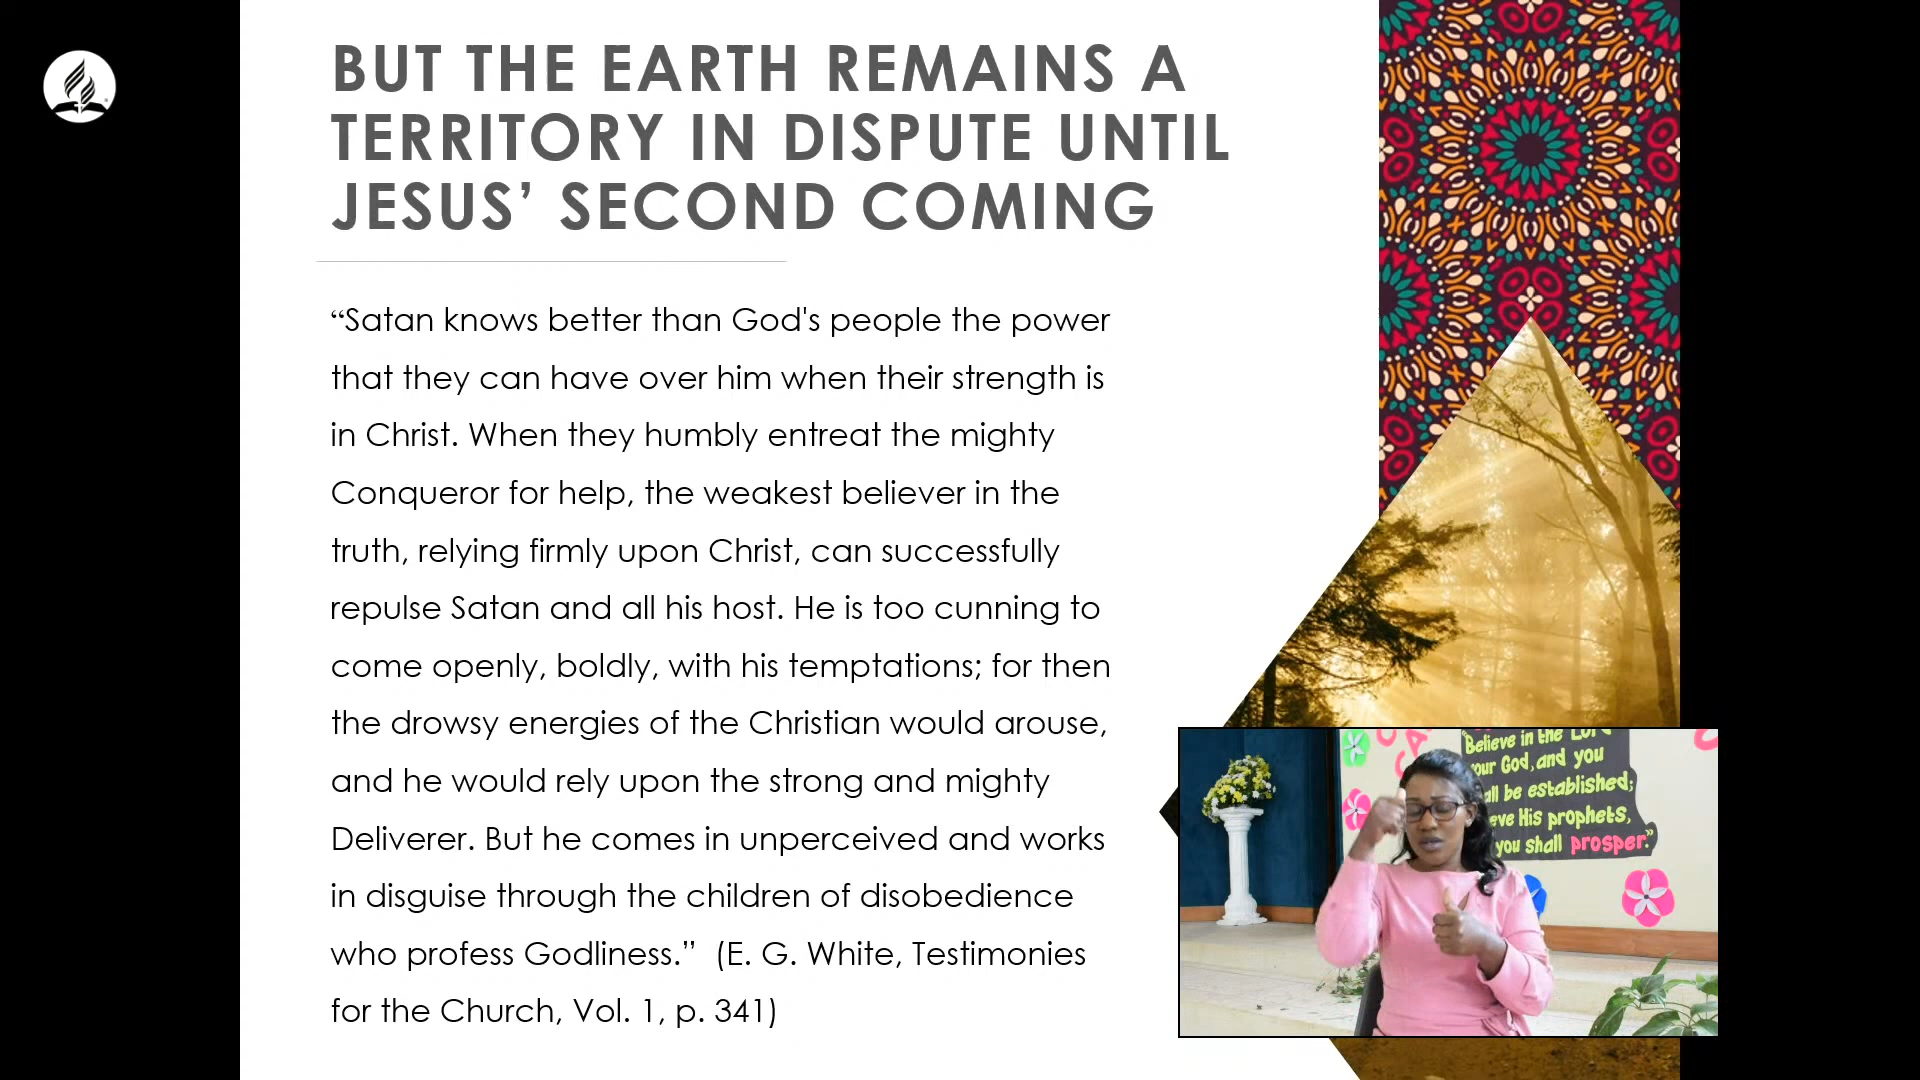 BUT THE EARTH REMAINS A
TERRITORY IN DISPUTE UNTIL
JESUS’ SECOND COMING
“Satan knows better than God's people the power
that they can have over him when their strength is
in Christ. When they humbly entreat the mighty
Conqueror for help, the weakest believer in the
truth, relying firmly upon Christ, can successfully
repulse Satan and all his host. He is too cunning to
come openly, boldly, with his temptations; for then
the drowsy energies of the Christian would arouse,
and he would rely upon the strong and mighty
Deliverer. But he comes in unperceived and works
in disguise through the children of disobedience
who profess Godliness.” (E. G. White, Testimonies
for the Church, Vol. 1, p. 341)
"Believe in the
God, and you
be established;
His prophets,
you shall prosper."